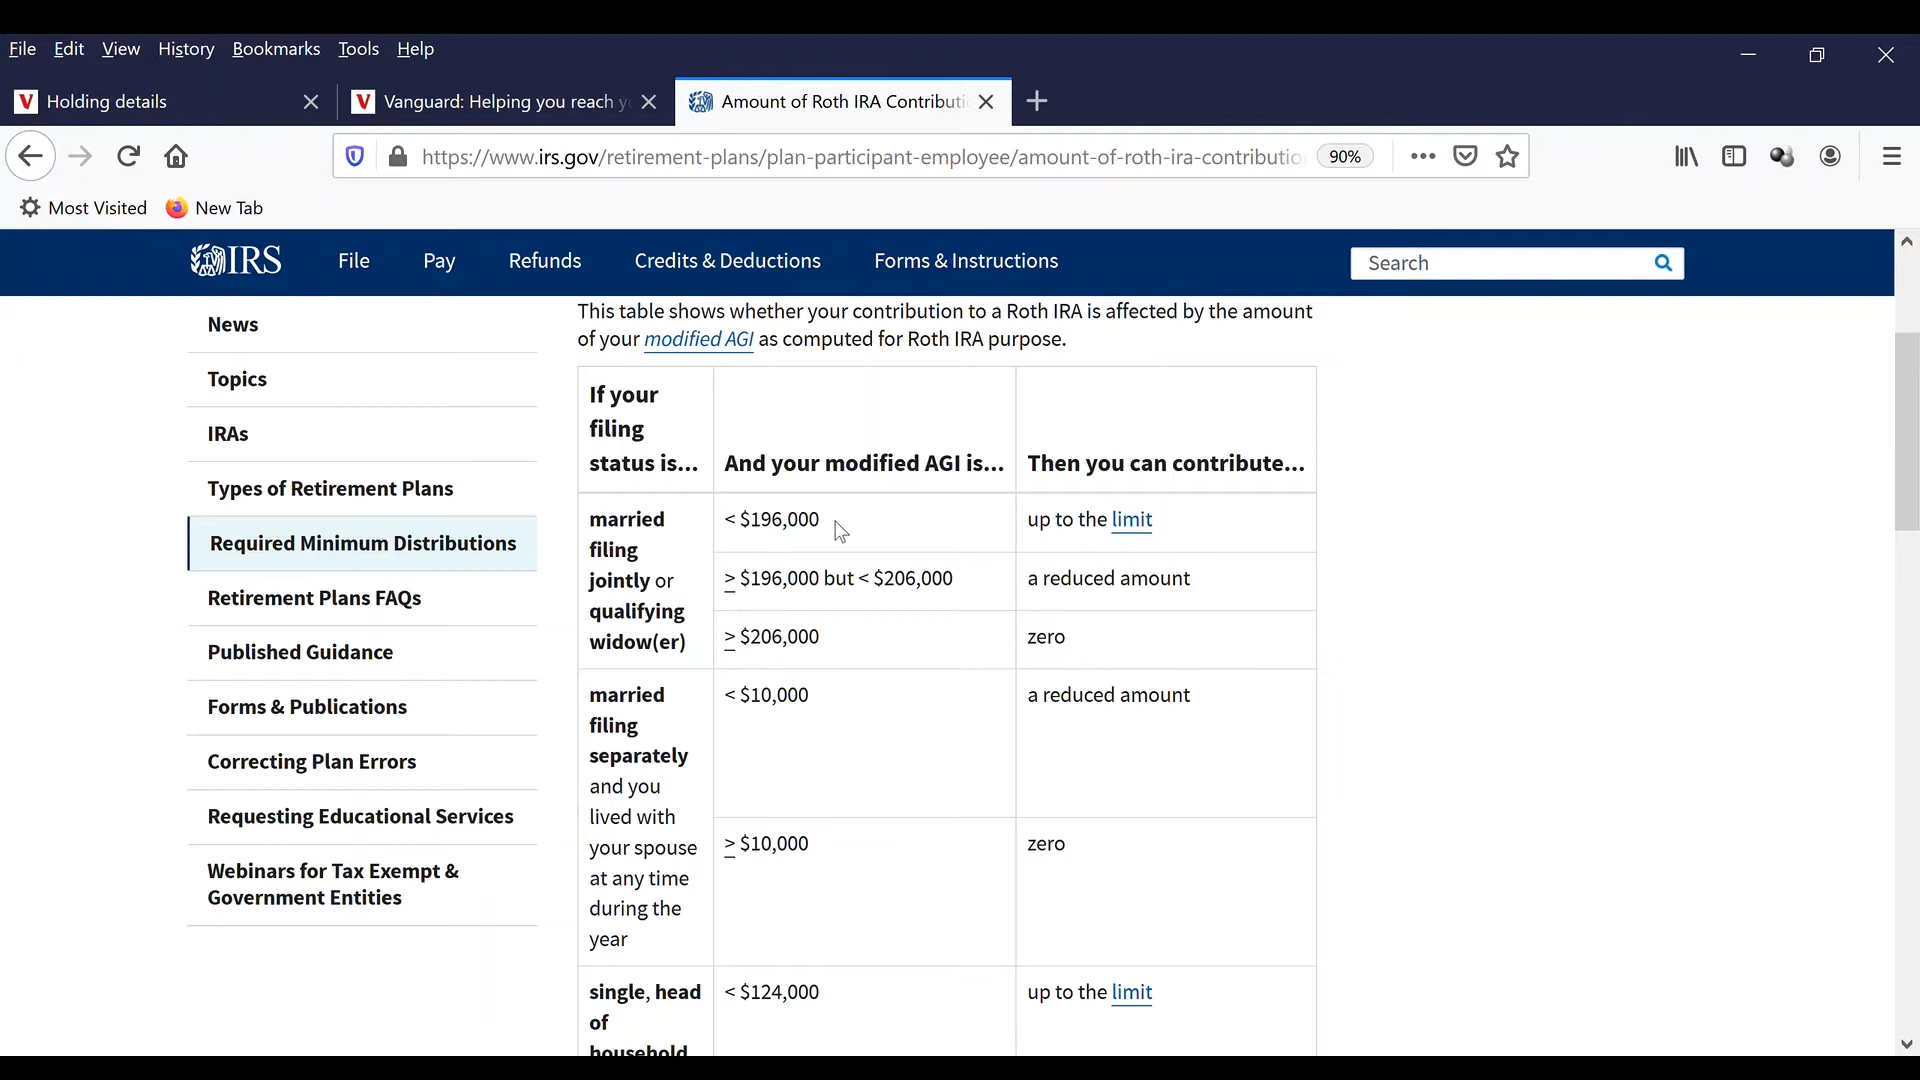 File Edit View History Bookmarks Tools Help
Holding details
Vanguard: Helping you reach y
Amount of Roth IRA Contributi
https://www.irs.gov/retirement-plans/plan-participant-employee/amount-of-roth-ira-contributio
90%
Most Visited New Tab
IRS File Pay Refunds Credits & Deductions Forms & Instructions Search
News
Topics
IRAs
Types of Retirement Plans
Required Minimum Distributions
Retirement Plans FAQs
Published Guidance
Forms & Publications
Correcting Plan Errors
Requesting Educational Services
Webinars for Tax Exempt &
Government Entities
This table shows whether your contribution to a Roth IRA is affected by the amount
of your modified AGI as computed for Roth IRA purpose.
If your
filing
status is...
And your modified AGI is...
Then you can contribute...
married
filing
jointly or
qualifying
widow(er)
< $196,000
up to the limit
> $196,000 but < $206,000
a reduced amount
> $206,000
zero
married
filing
separately
and you
lived with
your spouse
at any time
during the
year
< $10,000
a reduced amount
> $10,000
zero
single, head
of
household
< $124,000
up to the limit